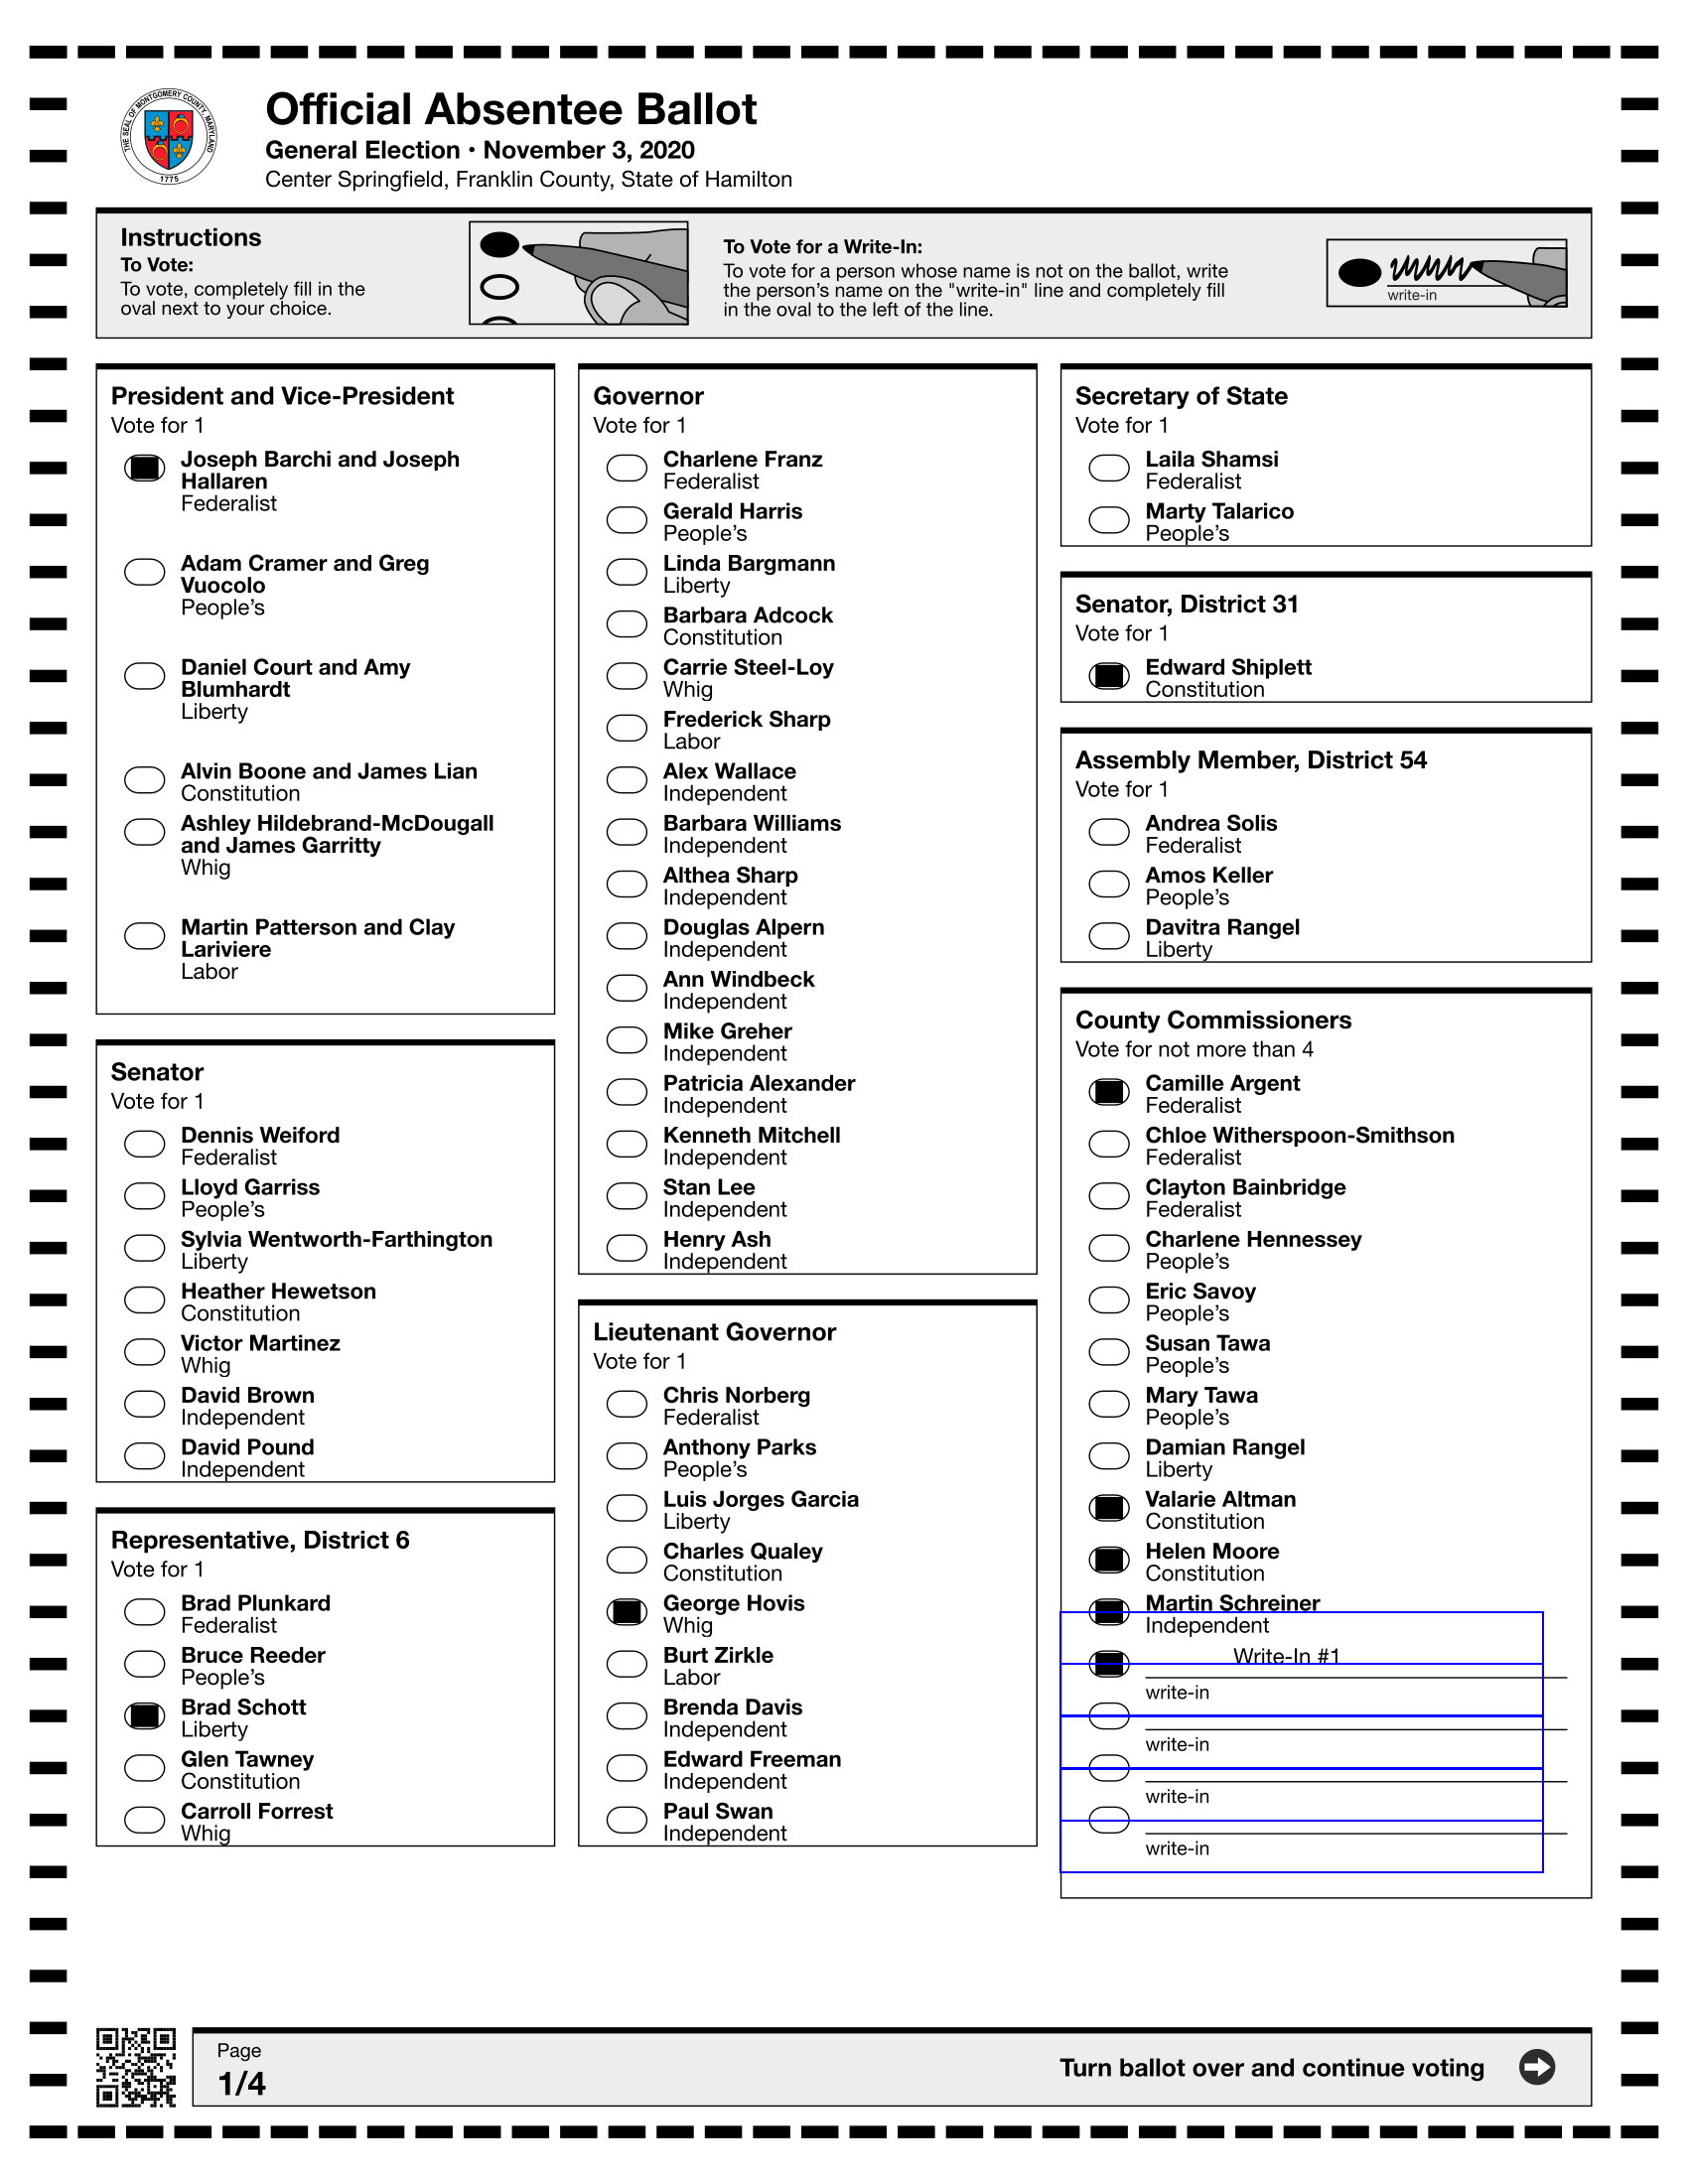 THE SEAL OF MONTGOMERY COUNTY, MARYLAND
1775
Official Absentee Ballot
General Election • November 3, 2020
Center Springfield, Franklin County, State of Hamilton
Instructions
To Vote:
To vote, completely fill in the
oval next to your choice.
To Vote for a Write-In:
To vote for a person whose name is not on the ballot, write
the person’s name on the "write-in" line and completely fill
in the oval to the left of the line.
write-in
President and Vice-President
Vote for 1
Joseph Barchi and Joseph
Hallaren
Federalist
Adam Cramer and Greg
Vuocolo
People’s
Daniel Court and Amy
Blumhardt
Liberty
Alvin Boone and James Lian
Constitution
Ashley Hildebrand-McDougall
and James Garritty
Whig
Martin Patterson and Clay
Lariviere
Labor
Senator
Vote for 1
Dennis Weiford
Federalist
Lloyd Garriss
People’s
Sylvia Wentworth-Farthington
Liberty
Heather Hewetson
Constitution
Victor Martinez
Whig
David Brown
Independent
David Pound
Independent
Representative, District 6
Vote for 1
Brad Plunkard
Federalist
Bruce Reeder
People’s
Brad Schott
Liberty
Glen Tawney
Constitution
Carroll Forrest
Whig
Governor
Vote for 1
Charlene Franz
Federalist
Gerald Harris
People’s
Linda Bargmann
Liberty
Barbara Adcock
Constitution
Carrie Steel-Loy
Whig
Frederick Sharp
Labor
Alex Wallace
Independent
Barbara Williams
Independent
Althea Sharp
Independent
Douglas Alpern
Independent
Ann Windbeck
Independent
Mike Greher
Independent
Patricia Alexander
Independent
Kenneth Mitchell
Independent
Stan Lee
Independent
Henry Ash
Independent
Lieutenant Governor
Vote for 1
Chris Norberg
Federalist
Anthony Parks
People’s
Luis Jorges Garcia
Liberty
Charles Qualey
Constitution
George Hovis
Whig
Burt Zirkle
Labor
Brenda Davis
Independent
Edward Freeman
Independent
Paul Swan
Independent
Secretary of State
Vote for 1
Laila Shamsi
Federalist
Marty Talarico
People’s
Senator, District 31
Vote for 1
Edward Shiplett
Constitution
Assembly Member, District 54
Vote for 1
Andrea Solis
Federalist
Amos Keller
People’s
Davitra Rangel
Liberty
County Commissioners
Vote for not more than 4
Camille Argent
Federalist
Chloe Witherspoon-Smithson
Federalist
Clayton Bainbridge
Federalist
Charlene Hennessey
People’s
Eric Savoy
People’s
Susan Tawa
People’s
Mary Tawa
People’s
Damian Rangel
Liberty
Valarie Altman
Constitution
Helen Moore
Constitution
Martin Schreiner
Independent
Write-In #1
write-in
write-in
write-in
write-in
Page
1/4
Turn ballot over and continue voting